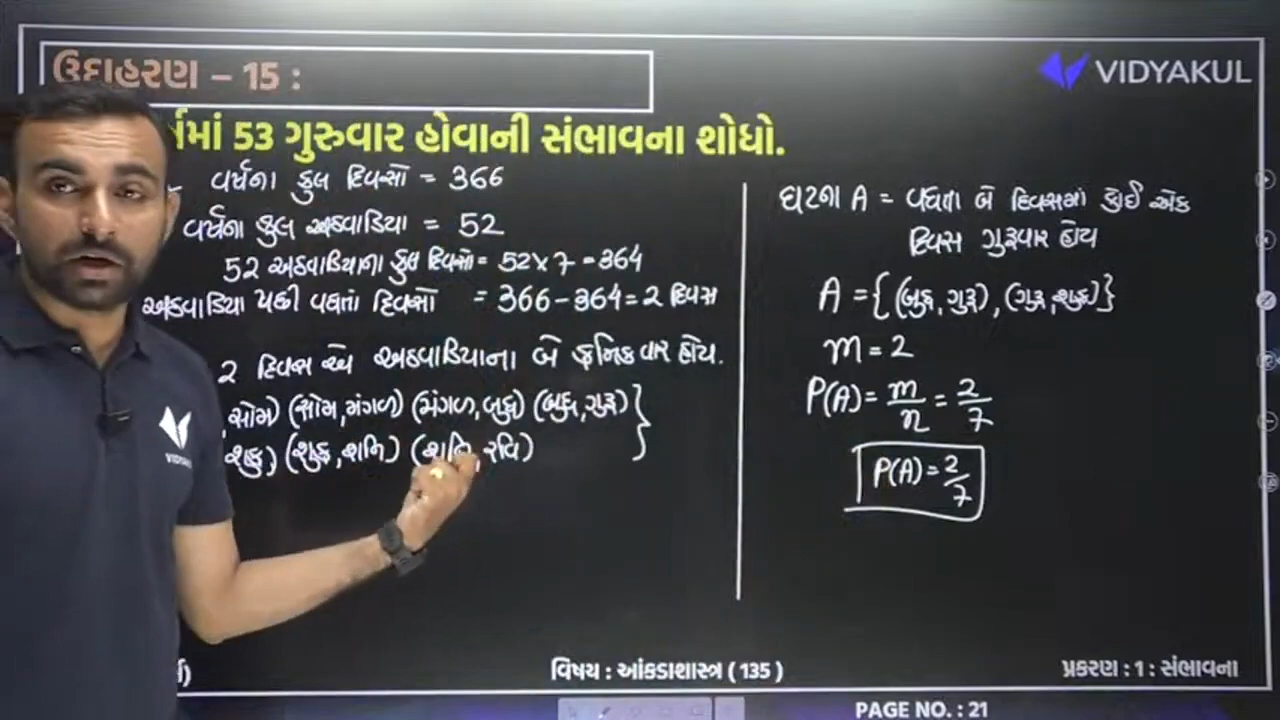 ઉદાહરણ – 15 :
VIDYAKUL
ર્ષમાં 53 ગુરુવાર હોવાની સંભાવના શોધો.
વર્ષના કુલ દિવસો = 366
વર્ષના કુલ અઠવાડિયા = 52
52 અઠવાડિયાના કુલ દિવસો = 52 x 7 = 364
અઠવાડિયા પછી વધતાં દિવસો = 366 – 364 = 2 દિવસ
2 દિવસ એ અઠવાડિયાના બે ક્રમિક વાર હોય.
, સોમ) (સોમ, મંગળ) (મંગળ, બુધ) (બુધ, ગુરૂ) }
શુક્ર) (શુક્ર, શનિ) (શનિ, રવિ)
ઘટના A = વધતા બે દિવસમાં કોઈ એક
દિવસ ગુરૂવાર હોય
A = { (બુધ, ગુરૂ), (ગુરૂ, શુક્ર) }
m = 2
P(A) = m/n = 2/7
P(A) = 2/7
VIDYAKUL
વિષય : આંકડાશાસ્ત્ર ( 135 )
પ્રકરણ : 1 : સંભાવના
PAGE NO. : 21